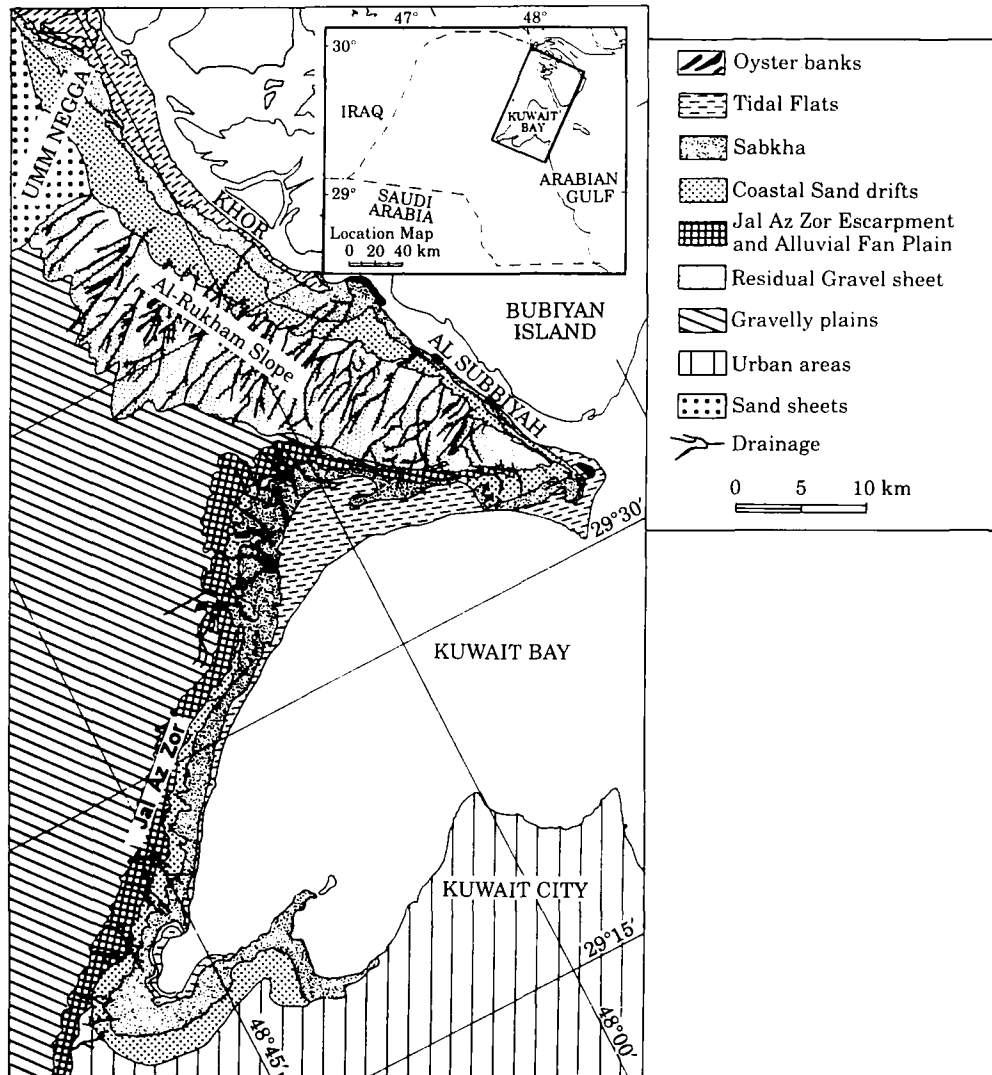 47°
48°
30°
IRAQ
KUWAIT
BAY
29°
SAUDI
ARABIA
ARABIAN
GULF
Location Map
0 20 40 km
UMM NEGGA
KHOR
Al-Rukham Slope
BUBIYAN
ISLAND
AL SUBBIYAH
29°30′
KUWAIT BAY
Jal Az Zor
KUWAIT CITY
29°15′
48°45′
48°00′
Oyster banks
Tidal Flats
Sabkha
Coastal Sand drifts
Jal Az Zor Escarpment
and Alluvial Fan Plain
Residual Gravel sheet
Gravelly plains
Urban areas
Sand sheets
Drainage
0 5 10 km